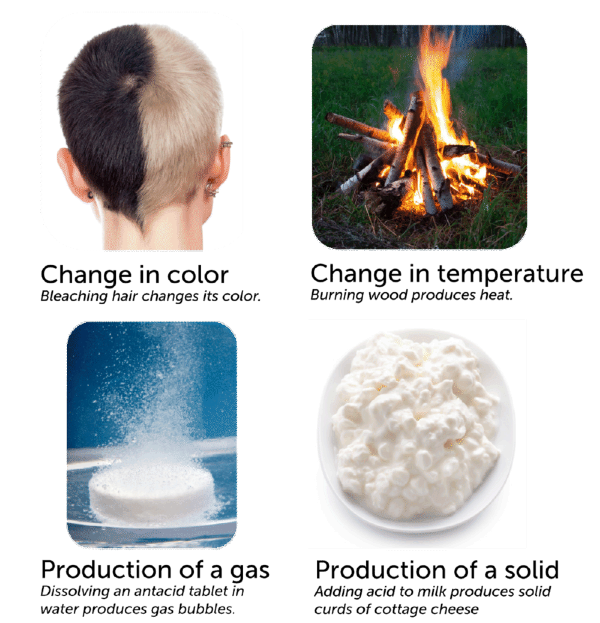 Change in color
Bleaching hair changes its color.
Change in temperature
Burning wood produces heat.
Production of a gas
Dissolving an antacid tablet in
water produces gas bubbles.
Production of a solid
Adding acid to milk produces solid
curds of cottage cheese